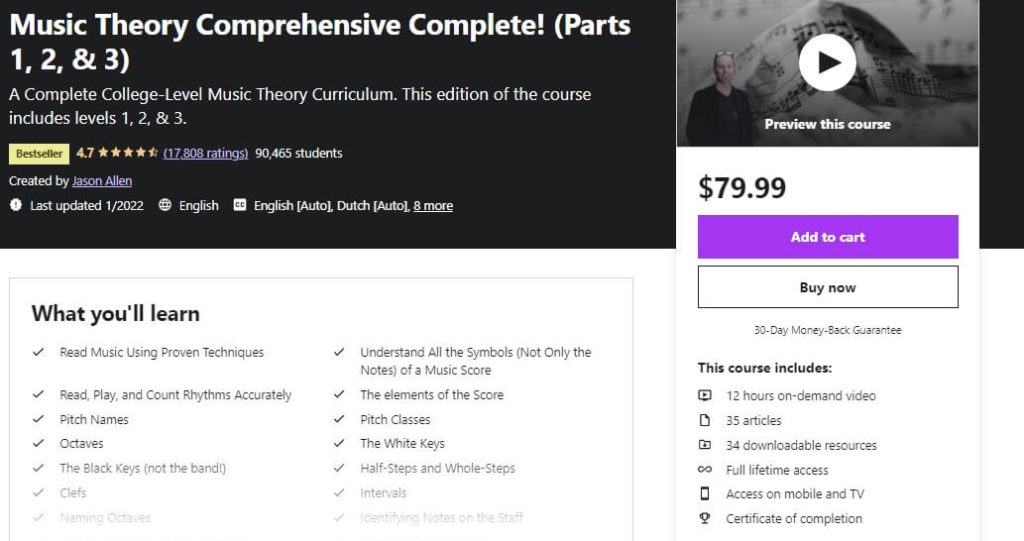 Music Theory Comprehensive Complete! (Parts
1, 2, & 3)
A Complete College-Level Music Theory Curriculum. This edition of the course
includes levels 1, 2, & 3.
Bestseller 4.7 (17,808 ratings) 90,465 students
Created by Jason Allen
Last updated 1/2022 English CC English [Auto], Dutch [Auto], 8 more
Preview this course
$79.99
Add to cart
Buy now
30-Day Money-Back Guarantee
This course includes:
12 hours on-demand video
35 articles
34 downloadable resources
Full lifetime access
Access on mobile and TV
Certificate of completion
What you'll learn
Read Music Using Proven Techniques
Understand All the Symbols (Not Only the
Notes) of a Music Score
Read, Play, and Count Rhythms Accurately
The elements of the Score
Pitch Names
Pitch Classes
Octaves
The White Keys
The Black Keys (not the band!)
Half-Steps and Whole-Steps
Clefs
Intervals
Naming Octaves
Identifying Notes on the Staff